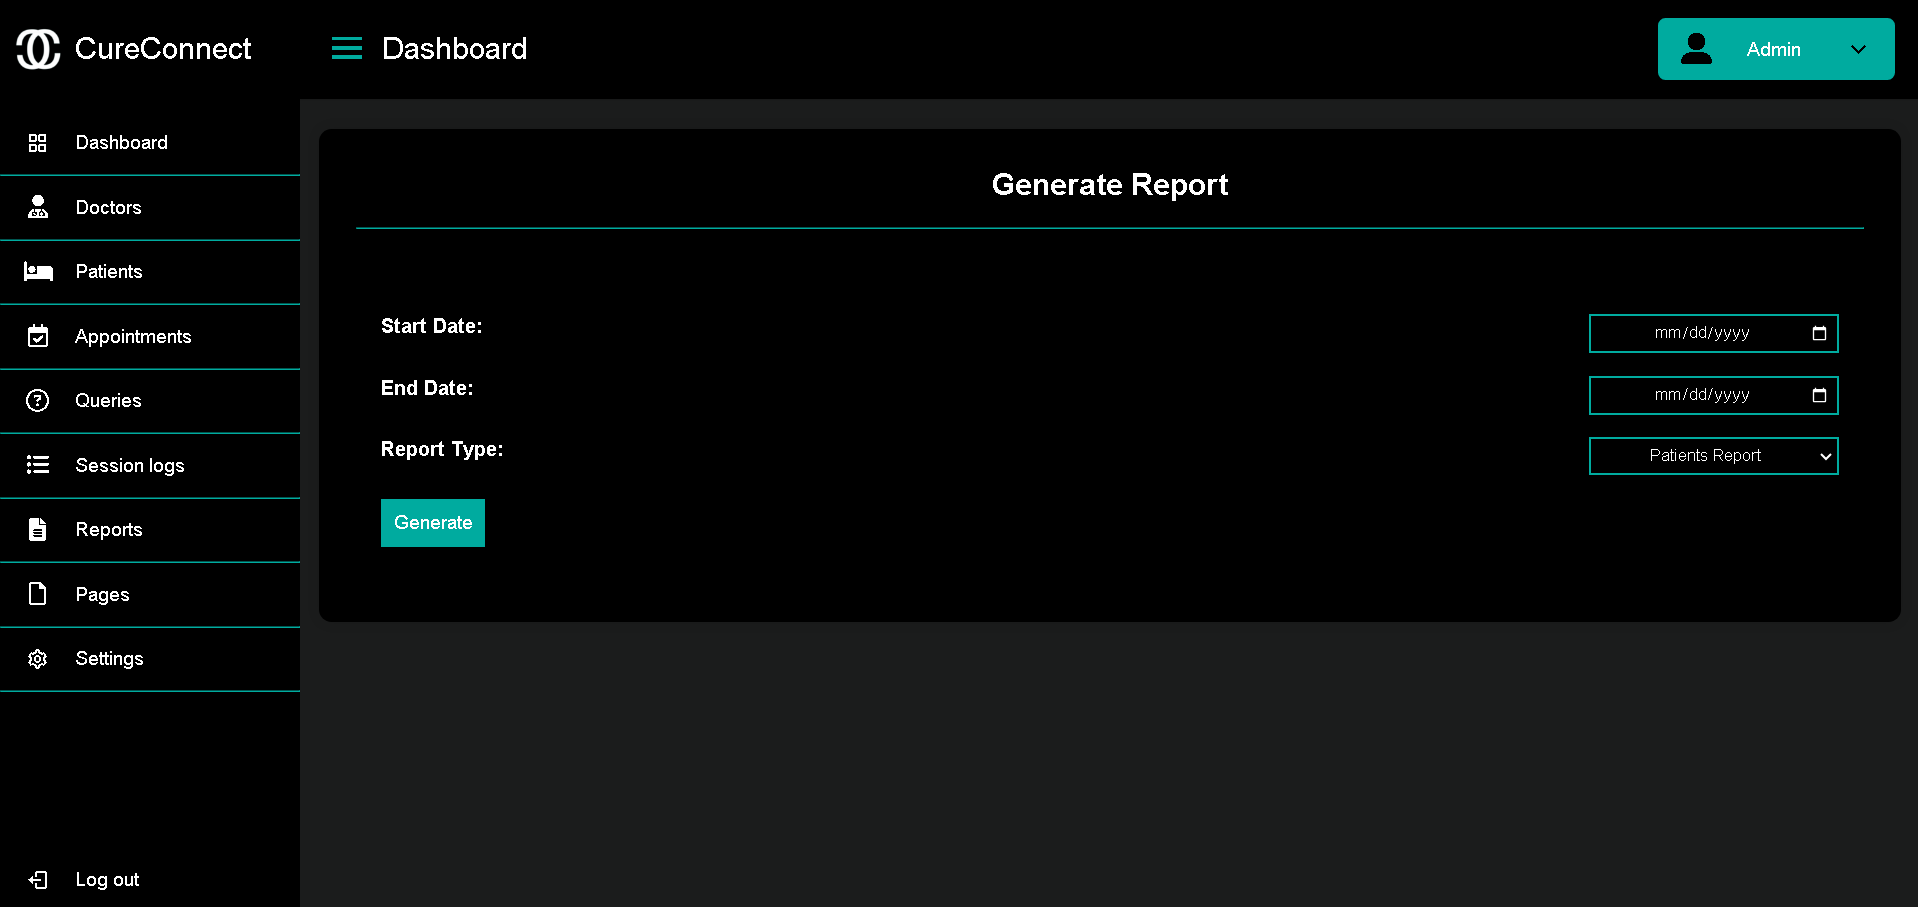 CureConnect
Dashboard
Admin
Dashboard
Doctors
Patients
Appointments
Queries
Session logs
Reports
Pages
Settings
Log out
Generate Report
Start Date:
mm/dd/yyyy
End Date:
mm/dd/yyyy
Report Type:
Patients Report
Generate